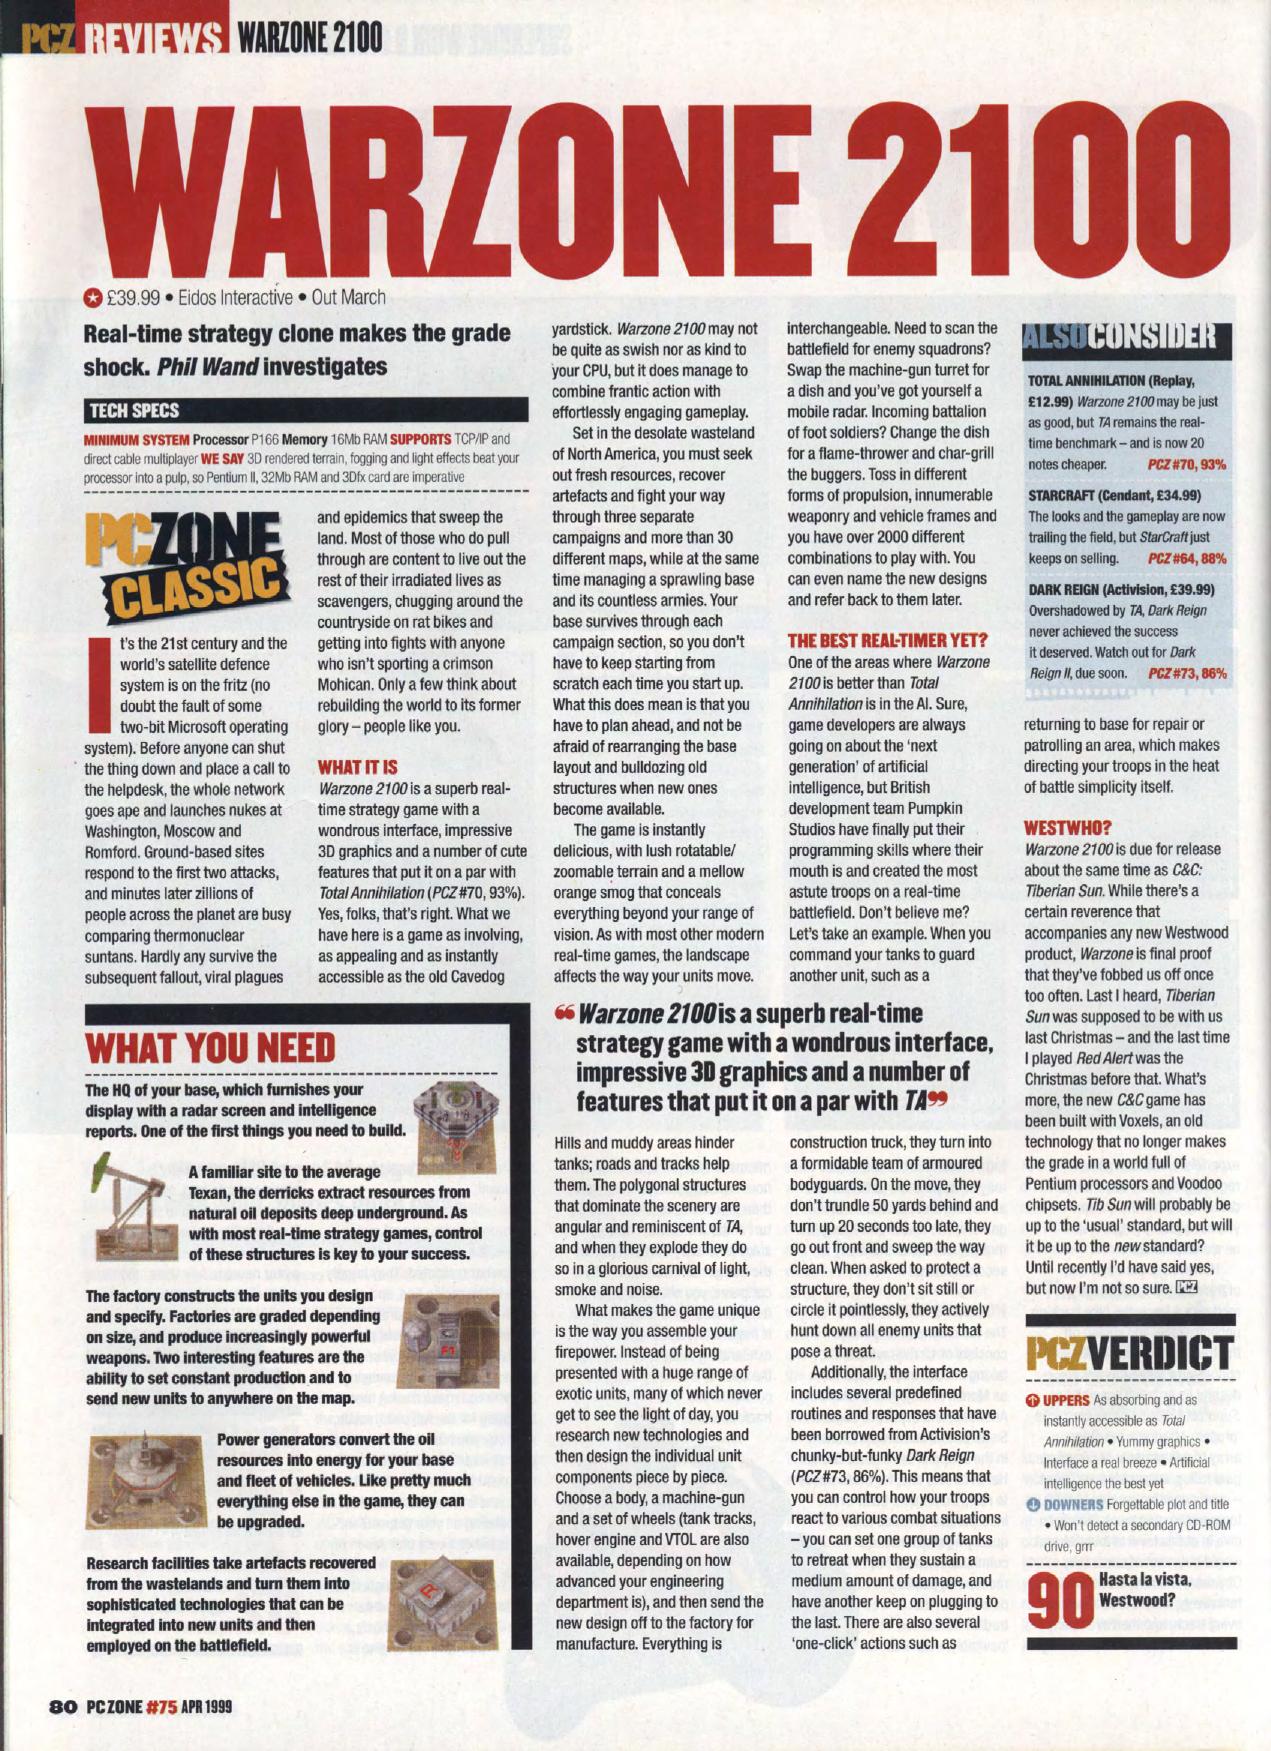 PCZ REVIEWS WARZONE 2100
WARZONE 2100
£39.99 • Eidos Interactive • Out March
Real-time strategy clone makes the grade
shock. Phil Wand investigates
TECH SPECS
MINIMUM SYSTEM Processor P166 Memory 16Mb RAM SUPPORTS TCP/IP and
direct cable multiplayer WE SAY 3D rendered terrain, fogging and light effects beat your
processor into a pulp, so Pentium II, 32Mb RAM and 3Dfx card are imperative
PCZONE
CLASSIC
It's the 21st century and the
world's satellite defence
system is on the fritz (no
doubt the fault of some
two-bit Microsoft operating
system). Before anyone can shut
the thing down and place a call to
the helpdesk, the whole network
goes ape and launches nukes at
Washington, Moscow and
Romford. Ground-based sites
respond to the first two attacks,
and minutes later zillions of
people across the planet are busy
comparing thermonuclear
suntans. Hardly any survive the
subsequent fallout, viral plagues
and epidemics that sweep the
land. Most of those who do pull
through are content to live out the
rest of their irradiated lives as
scavengers, chugging around the
countryside on rat bikes and
getting into fights with anyone
who isn't sporting a crimson
Mohican. Only a few think about
rebuilding the world to its former
glory – people like you.
WHAT IT IS
Warzone 2100 is a superb real-
time strategy game with a
wondrous interface, impressive
3D graphics and a number of cute
features that put it on a par with
Total Annihilation (PCZ #70, 93%).
Yes, folks, that's right. What we
have here is a game as involving,
as appealing and as instantly
accessible as the old Cavedog
yardstick. Warzone 2100 may not
be quite as swish nor as kind to
your CPU, but it does manage to
combine frantic action with
effortlessly engaging gameplay.
Set in the desolate wasteland
of North America, you must seek
out fresh resources, recover
artefacts and fight your way
through three separate
campaigns and more than 30
different maps, while at the same
time managing a sprawling base
and its countless armies. Your
base survives through each
campaign section, so you don't
have to keep starting from
scratch each time you start up.
What this does mean is that you
have to plan ahead, and not be
afraid of rearranging the base
layout and bulldozing old
structures when new ones
become available.
The game is instantly
delicious, with lush rotatable/
zoomable terrain and a mellow
orange smog that conceals
everything beyond your range of
vision. As with most other modern
real-time games, the landscape
affects the way your units move.
Hills and muddy areas hinder
tanks; roads and tracks help
them. The polygonal structures
that dominate the scenery are
angular and reminiscent of TA,
and when they explode they do
so in a glorious carnival of light,
smoke and noise.
What makes the game unique
is the way you assemble your
firepower. Instead of being
presented with a huge range of
exotic units, many of which never
get to see the light of day, you
research new technologies and
then design the individual unit
components piece by piece.
Choose a body, a machine-gun
and a set of wheels (tank tracks,
hover engine and VTOL are also
available, depending on how
advanced your engineering
department is), and then send the
new design off to the factory for
manufacture. Everything is
interchangeable. Need to scan the
battlefield for enemy squadrons?
Swap the machine-gun turret for
a dish and you've got yourself a
mobile radar. Incoming battalion
of foot soldiers? Change the dish
for a flame-thrower and char-grill
the buggers. Toss in different
forms of propulsion, innumerable
weaponry and vehicle frames and
you have over 2000 different
combinations to play with. You
can even name the new designs
and refer back to them later.
THE BEST REAL-TIMER YET?
One of the areas where Warzone
2100 is better than Total
Annihilation is in the AI. Sure,
game developers are always
going on about the 'next
generation' of artificial
intelligence, but British
development team Pumpkin
Studios have finally put their
programming skills where their
mouth is and created the most
astute troops on a real-time
battlefield. Don't believe me?
Let's take an example. When you
command your tanks to guard
another unit, such as a
construction truck, they turn into
a formidable team of armoured
bodyguards. On the move, they
don't trundle 50 yards behind and
turn up 20 seconds too late, they
go out front and sweep the way
clean. When asked to protect a
structure, they don't sit still or
circle it pointlessly, they actively
hunt down all enemy units that
pose a threat.
Additionally, the interface
includes several predefined
routines and responses that have
been borrowed from Activision's
chunky-but-funky Dark Reign
(PCZ #73, 86%). This means that
you can control how your troops
react to various combat situations
– you can set one group of tanks
to retreat when they sustain a
medium amount of damage, and
have another keep on plugging to
the last. There are also several
'one-click' actions such as
returning to base for repair or
patrolling an area, which makes
directing your troops in the heat
of battle simplicity itself.
WESTWHO?
Warzone 2100 is due for release
about the same time as C&C:
Tiberian Sun. While there's a
certain reverence that
accompanies any new Westwood
product, Warzone is final proof
that they've fobbed us off once
too often. Last I heard, Tiberian
Sun was supposed to be with us
last Christmas – and the last time
I played Red Alert was the
Christmas before that. What's
more, the new C&C game has
been built with Voxels, an old
technology that no longer makes
the grade in a world full of
Pentium processors and Voodoo
chipsets. Tib Sun will probably be
up to the 'usual' standard, but will
it be up to the new standard?
Until recently I'd have said yes,
but now I'm not so sure. PCZ
❝ Warzone 2100 is a superb real-time
strategy game with a wondrous interface,
impressive 3D graphics and a number of
features that put it on a par with TA ❞
ALSO CONSIDER
TOTAL ANNIHILATION (Replay,
£12.99) Warzone 2100 may be just
as good, but TA remains the real-
time benchmark – and is now 20
notes cheaper. PCZ #70, 93%
STARCRAFT (Cendant, £34.99)
The looks and the gameplay are now
trailing the field, but StarCraft just
keeps on selling. PCZ #64, 88%
DARK REIGN (Activision, £39.99)
Overshadowed by TA, Dark Reign
never achieved the success
it deserved. Watch out for Dark
Reign II, due soon. PCZ #73, 86%
WHAT YOU NEED
The HQ of your base, which furnishes your
display with a radar screen and intelligence
reports. One of the first things you need to build.
A familiar site to the average
Texan, the derricks extract resources from
natural oil deposits deep underground. As
with most real-time strategy games, control
of these structures is key to your success.
The factory constructs the units you design
and specify. Factories are graded depending
on size, and produce increasingly powerful
weapons. Two interesting features are the
ability to set constant production and to
send new units to anywhere on the map.
F1
Power generators convert the oil
resources into energy for your base
and fleet of vehicles. Like pretty much
everything else in the game, they can
be upgraded.
Research facilities take artefacts recovered
from the wastelands and turn them into
sophisticated technologies that can be
integrated into new units and then
employed on the battlefield.
R
PCZVERDICT
UPPERS As absorbing and as
instantly accessible as Total
Annihilation • Yummy graphics •
Interface a real breeze • Artificial
intelligence the best yet
DOWNERS Forgettable plot and title
• Won't detect a secondary CD-ROM
drive, grrr
90 Hasta la vista,
Westwood?
80 PC ZONE #75 APR 1999